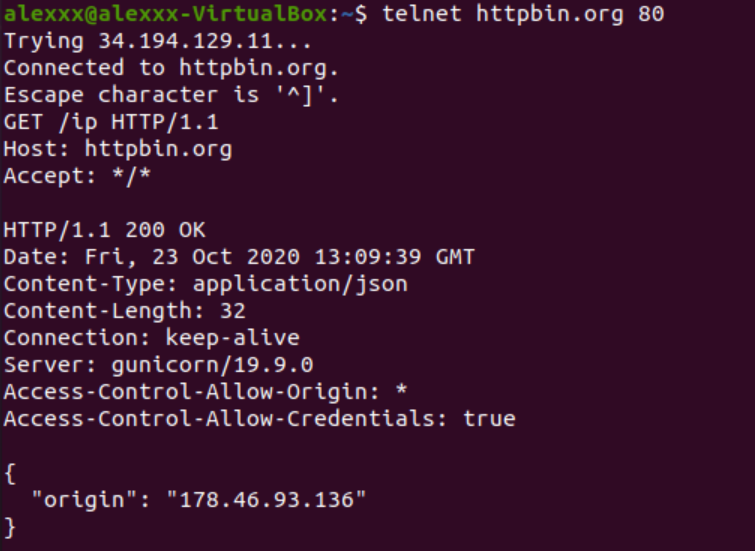 alexxx@alexxx-VirtualBox:~$ telnet httpbin.org 80
Trying 34.194.129.11...
Connected to httpbin.org.
Escape character is '^]'.
GET /ip HTTP/1.1
Host: httpbin.org
Accept: */*

HTTP/1.1 200 OK
Date: Fri, 23 Oct 2020 13:09:39 GMT
Content-Type: application/json
Content-Length: 32
Connection: keep-alive
Server: gunicorn/19.9.0
Access-Control-Allow-Origin: *
Access-Control-Allow-Credentials: true

{
  "origin": "178.46.93.136"
}